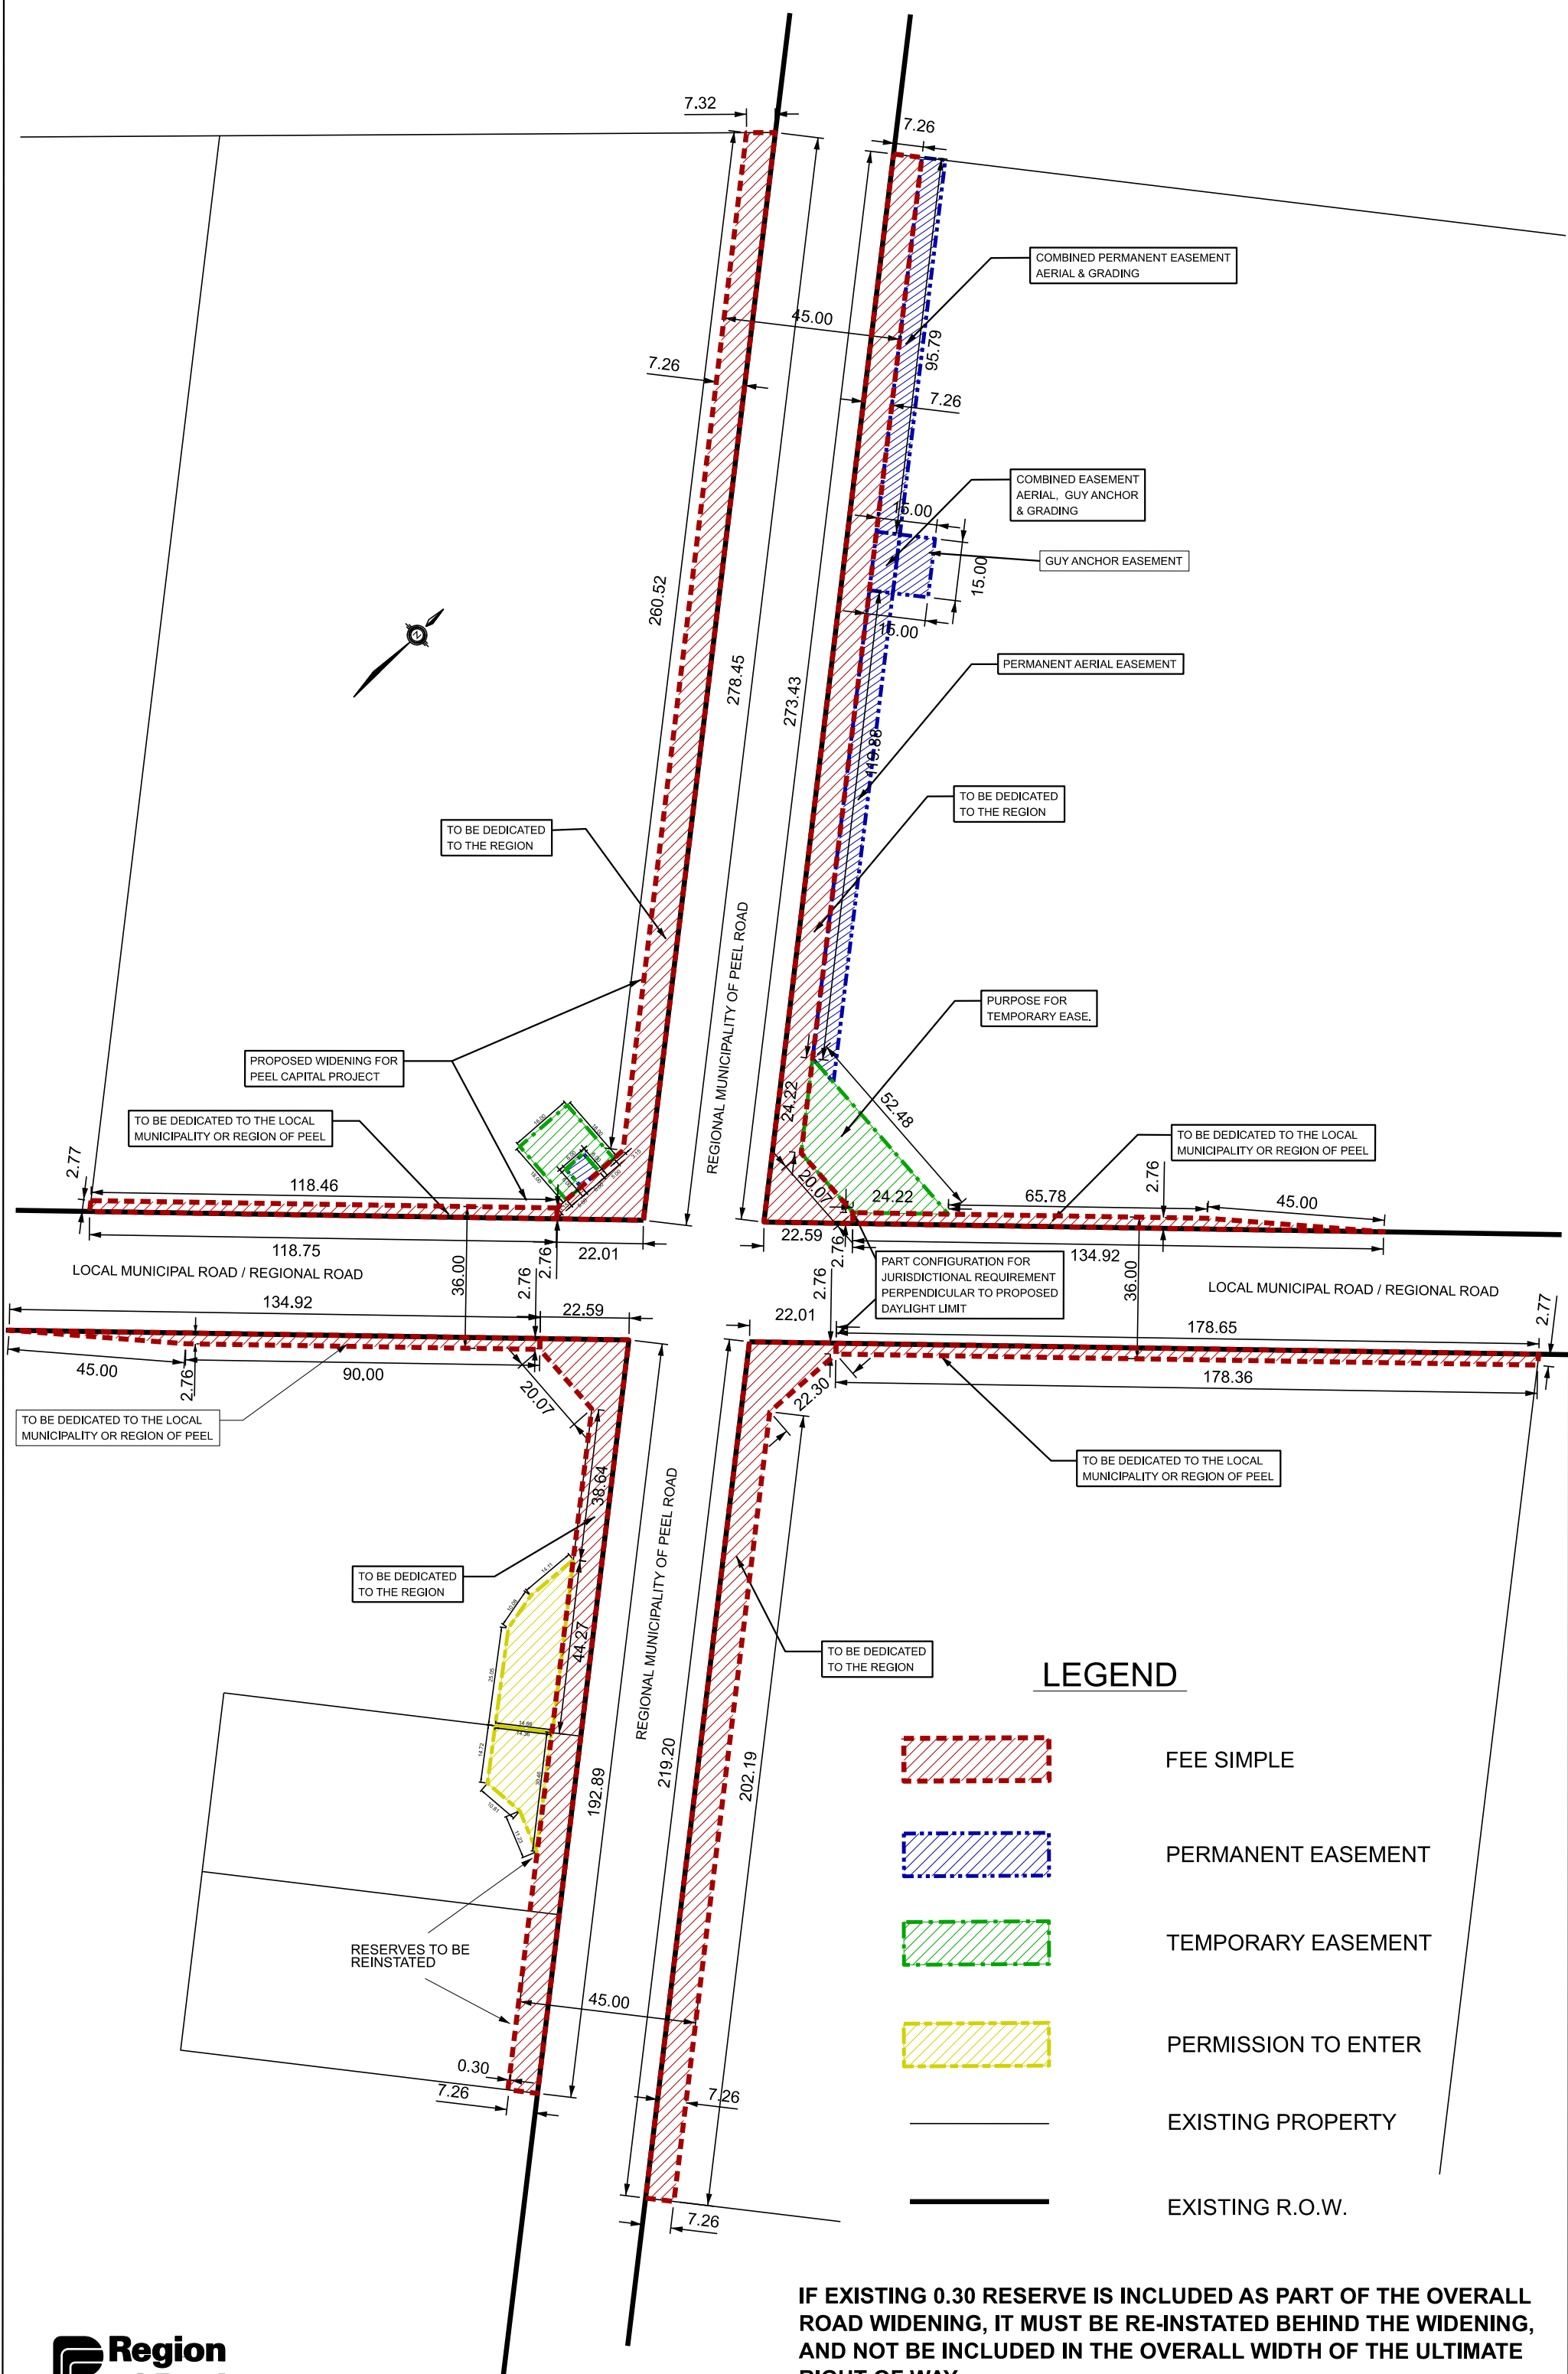 7.32
7.26
COMBINED PERMANENT EASEMENT
AERIAL & GRADING
45.00
95.79
7.26
7.26
COMBINED EASEMENT
AERIAL, GUY ANCHOR
& GRADING
15.00
GUY ANCHOR EASEMENT
15.00
260.52
15.00
N
PERMANENT AERIAL EASEMENT
278.45
273.43
119.88
TO BE DEDICATED
TO THE REGION
TO BE DEDICATED
TO THE REGION
REGIONAL MUNICIPALITY OF PEEL ROAD
PURPOSE FOR
TEMPORARY EASE.
PROPOSED WIDENING FOR
PEEL CAPITAL PROJECT
24.22
52.48
TO BE DEDICATED TO THE LOCAL
MUNICIPALITY OR REGION OF PEEL
TO BE DEDICATED TO THE LOCAL
MUNICIPALITY OR REGION OF PEEL
2.77
118.46
20.07
24.22
65.78
2.76
45.00
118.75
2.76
22.01
22.59
2.76
134.92
PART CONFIGURATION FOR
JURISDICTIONAL REQUIREMENT
PERPENDICULAR TO PROPOSED
DAYLIGHT LIMIT
LOCAL MUNICIPAL ROAD / REGIONAL ROAD
36.00
2.76
2.76
36.00
LOCAL MUNICIPAL ROAD / REGIONAL ROAD
134.92
22.59
22.01
178.65
2.77
45.00
2.76
90.00
20.07
22.30
178.36
TO BE DEDICATED TO THE LOCAL
MUNICIPALITY OR REGION OF PEEL
TO BE DEDICATED TO THE LOCAL
MUNICIPALITY OR REGION OF PEEL
38.64
REGIONAL MUNICIPALITY OF PEEL ROAD
TO BE DEDICATED
TO THE REGION
14.11
44.27
TO BE DEDICATED
TO THE REGION
LEGEND
25.05
14.72
10.81
192.89
219.20
202.19
FEE SIMPLE
PERMANENT EASEMENT
TEMPORARY EASEMENT
RESERVES TO BE
REINSTATED
45.00
PERMISSION TO ENTER
0.30
7.26
7.26
EXISTING PROPERTY
7.26
EXISTING R.O.W.
IF EXISTING 0.30 RESERVE IS INCLUDED AS PART OF THE OVERALL
ROAD WIDENING, IT MUST BE RE-INSTATED BEHIND THE WIDENING,
AND NOT BE INCLUDED IN THE OVERALL WIDTH OF THE ULTIMATE
Region